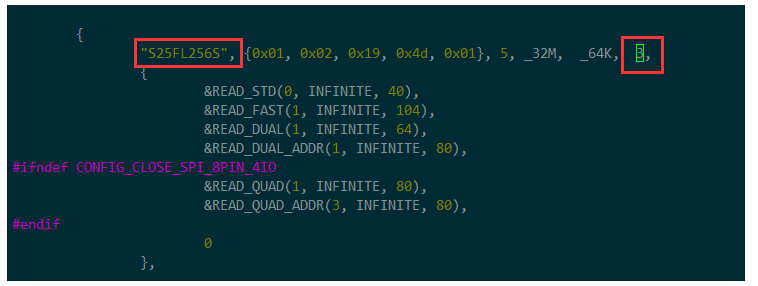 {
"S25FL256S", {0x01, 0x02, 0x19, 0x4d, 0x01}, 5, _32M, _64K, 3,
{
&READ_STD(0, INFINITE, 40),
&READ_FAST(1, INFINITE, 104),
&READ_DUAL(1, INFINITE, 64),
&READ_DUAL_ADDR(1, INFINITE, 80),
#ifndef CONFIG_CLOSE_SPI_8PIN_4IO
&READ_QUAD(1, INFINITE, 80),
&READ_QUAD_ADDR(3, INFINITE, 80),
#endif
0
},